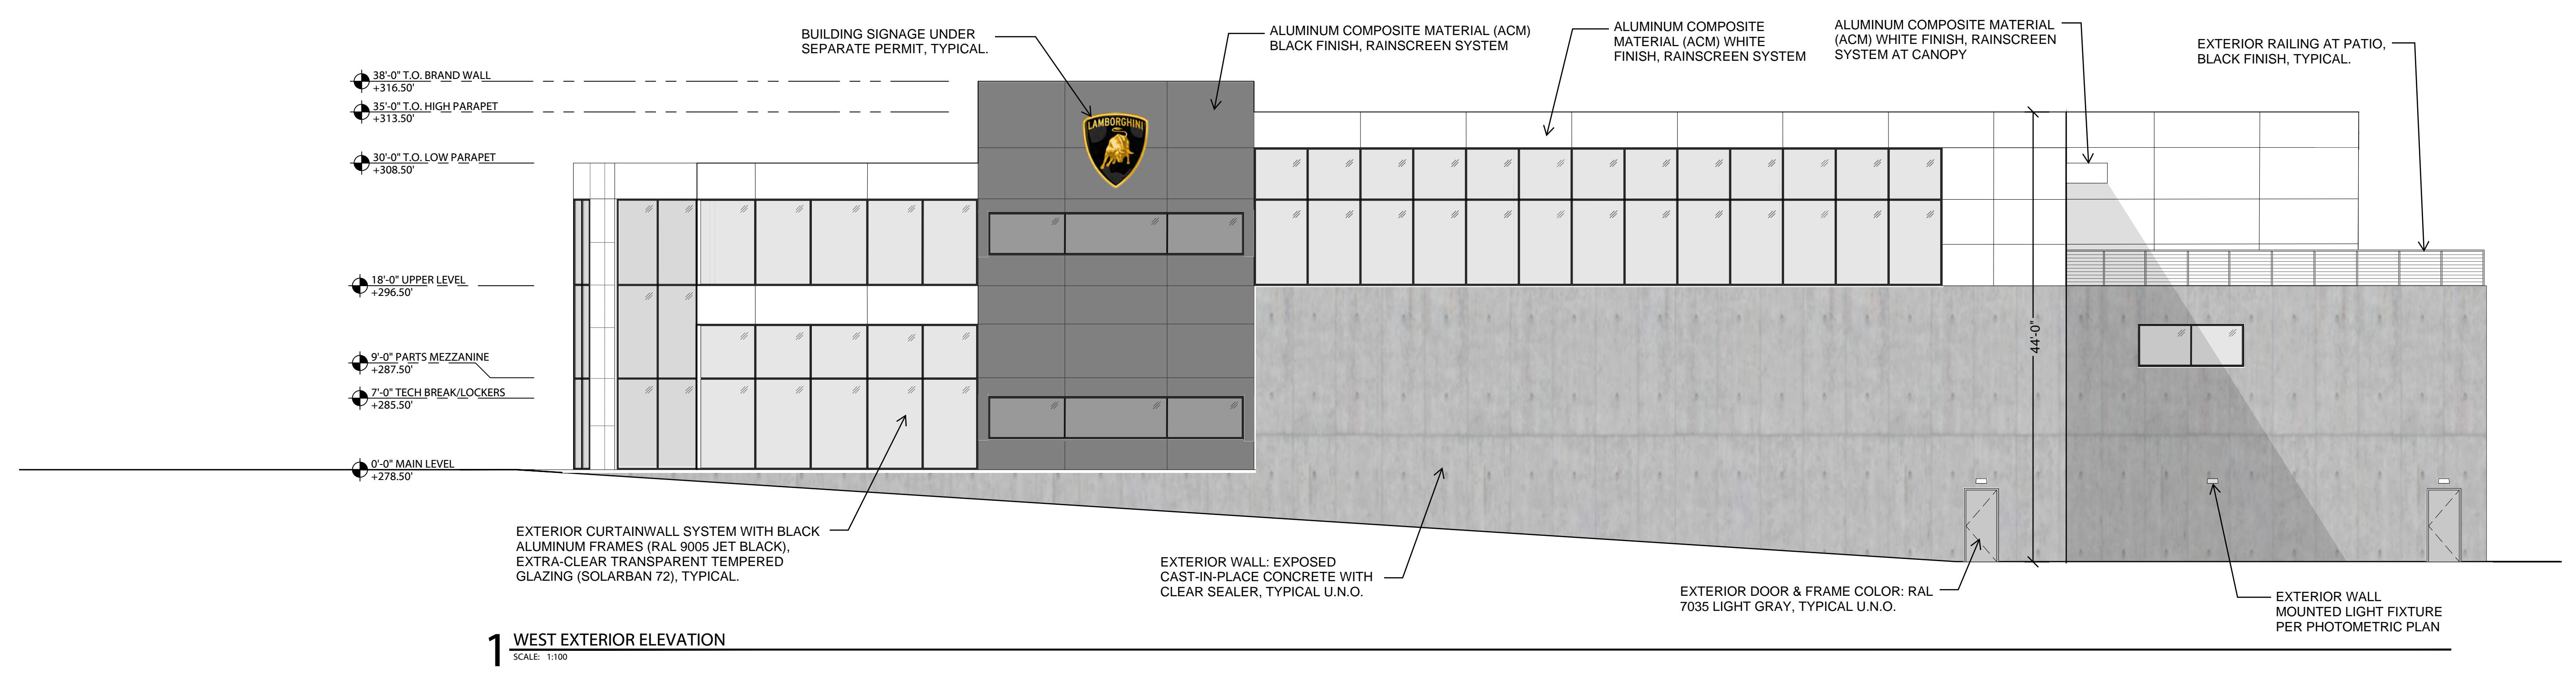 BUILDING SIGNAGE UNDER
SEPARATE PERMIT, TYPICAL.
ALUMINUM COMPOSITE MATERIAL (ACM)
BLACK FINISH, RAINSCREEN SYSTEM
ALUMINUM COMPOSITE
MATERIAL (ACM) WHITE
FINISH, RAINSCREEN SYSTEM
ALUMINUM COMPOSITE MATERIAL
(ACM) WHITE FINISH, RAINSCREEN
SYSTEM AT CANOPY
EXTERIOR RAILING AT PATIO,
BLACK FINISH, TYPICAL.
38'-0" T.O. BRAND WALL
+316.50'
35'-0" T.O. HIGH PARAPET
+313.50'
30'-0" T.O. LOW PARAPET
+308.50'
18'-0" UPPER LEVEL
+296.50'
9'-0" PARTS MEZZANINE
+287.50'
7'-0" TECH BREAK/LOCKERS
+285.50'
0'-0" MAIN LEVEL
+278.50'
LAMBORGHINI
44'-0"
EXTERIOR CURTAINWALL SYSTEM WITH BLACK
ALUMINUM FRAMES (RAL 9005 JET BLACK),
EXTRA-CLEAR TRANSPARENT TEMPERED
GLAZING (SOLARBAN 72), TYPICAL.
EXTERIOR WALL: EXPOSED
CAST-IN-PLACE CONCRETE WITH
CLEAR SEALER, TYPICAL U.N.O.
EXTERIOR DOOR & FRAME COLOR: RAL
7035 LIGHT GRAY, TYPICAL U.N.O.
EXTERIOR WALL
MOUNTED LIGHT FIXTURE
PER PHOTOMETRIC PLAN
1 WEST EXTERIOR ELEVATION
SCALE: 1:100